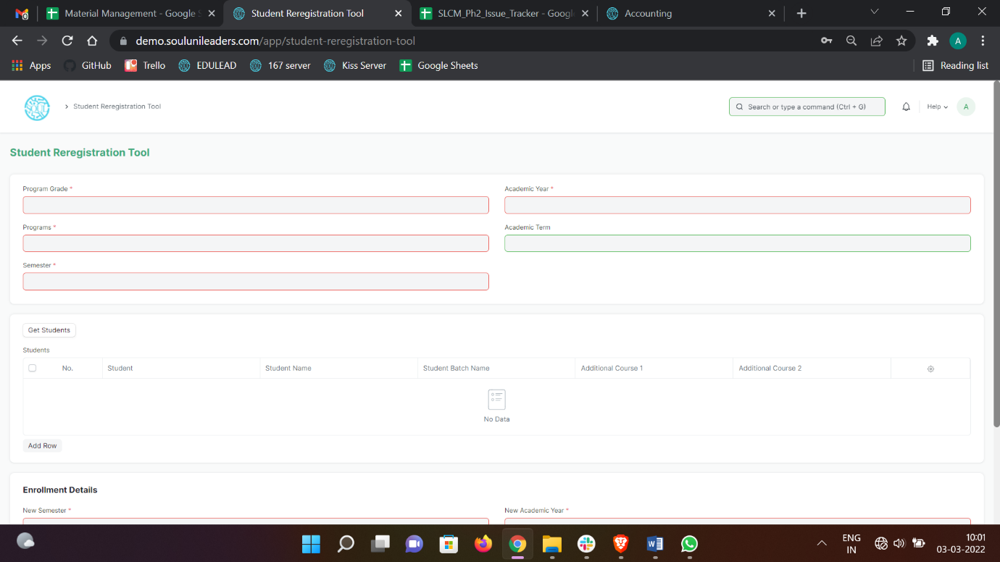 Material Management - Google S
Student Reregistration Tool
SLCM_Ph2_Issue_Tracker - Googl
Accounting
demo.soulunileaders.com/app/student-reregistration-tool
A
Apps
GitHub
Trello
EDULEAD
167 server
Kiss Server
Google Sheets
Reading list
Student Reregistration Tool
Search or type a command (Ctrl + G)
Help
A
Student Reregistration Tool
Program Grade *
Academic Year *
Programs *
Academic Term
Semester *
Get Students
Students
No. Student Student Name Student Batch Name Additional Course 1 Additional Course 2
No Data
Add Row
Enrollment Details
New Semester *
New Academic Year *
ENG
IN
10:01
03-03-2022